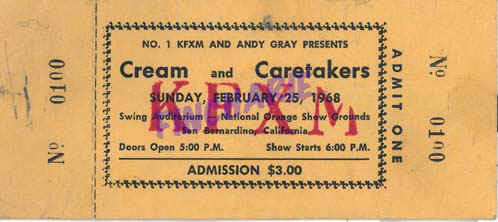 No. 0100
NO. 1 KFXM AND ANDY GRAY PRESENTS
Cream and Caretakers
SUNDAY, FEBRUARY 25, 1968
KFXM
Swing Auditorium National Orange Show Grounds
San Bernardino, California
Doors Open 5:00 P.M. Show Starts 6:00 P.M.
ADMISSION $3.00
ADMIT ONE
No. 0100